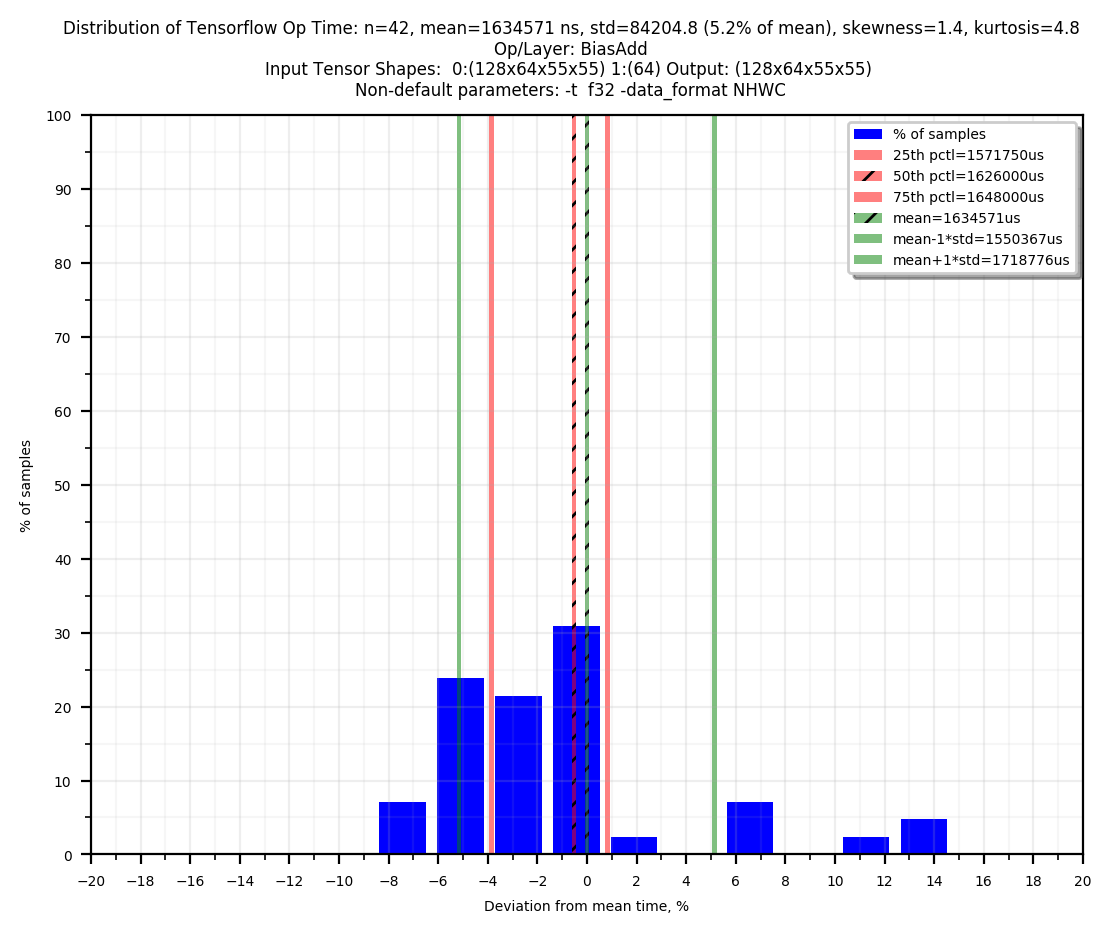 Distribution of Tensorflow Op Time: n=42, mean=1634571 ns, std=84204.8 (5.2% of mean), skewness=1.4, kurtosis=4.8
Op/Layer: BiasAdd
Input Tensor Shapes:  0:(128x64x55x55) 1:(64) Output: (128x64x55x55)
Non-default parameters: -t  f32 -data_format NHWC
100
90
80
70
60
50
40
30
20
10
0
% of samples
% of samples
25th pctl=1571750us
50th pctl=1626000us
75th pctl=1648000us
mean=1634571us
mean-1*std=1550367us
mean+1*std=1718776us
−20 −18 −16 −14 −12 −10 −8 −6 −4 −2 0 2 4 6 8 10 12 14 16 18 20
Deviation from mean time, %